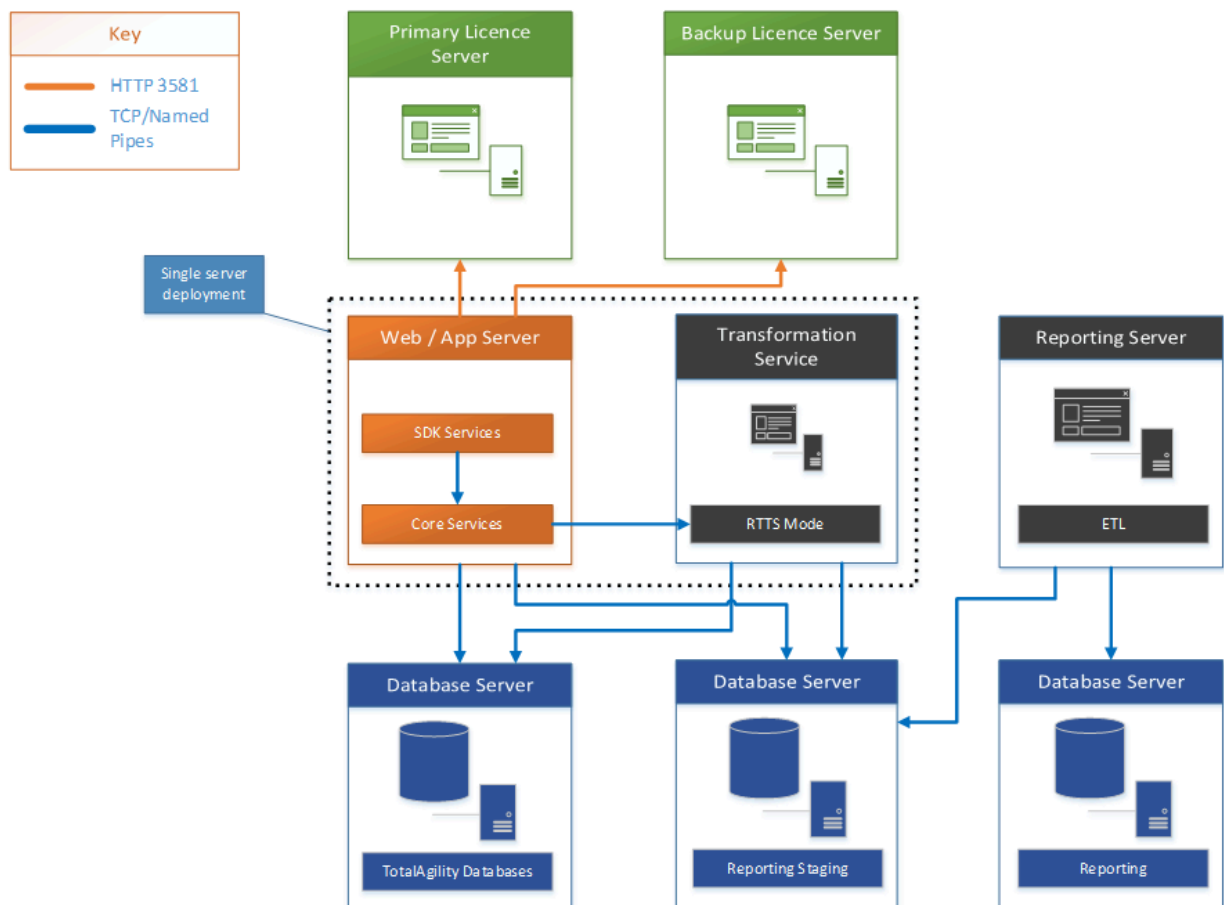 Key
HTTP 3581
TCP/Named
Pipes
Primary Licence
Server
Backup Licence Server
Single server
deployment
Web / App Server
SDK Services
Core Services
Transformation
Service
RTTS Mode
Reporting Server
ETL
Database Server
TotalAgility Databases
Database Server
Reporting Staging
Database Server
Reporting